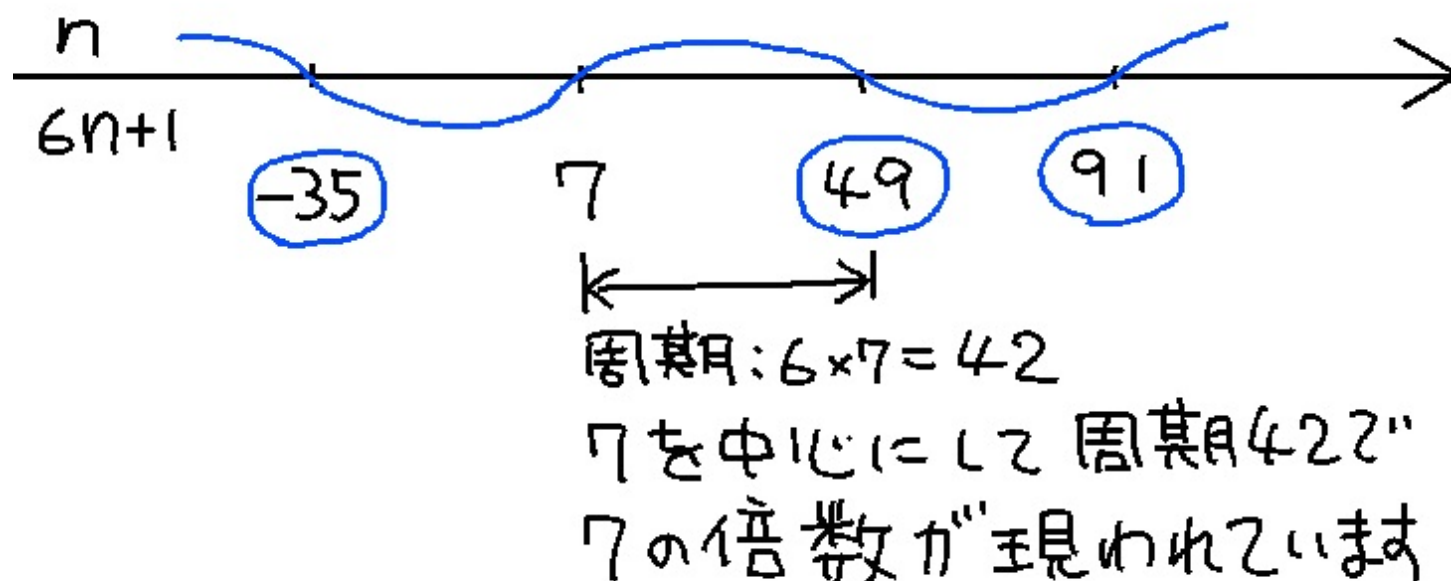 n
6n+1
-35 7 49 91
周期:6×7=42
7を中心にして周期42で
7の倍数が現われています